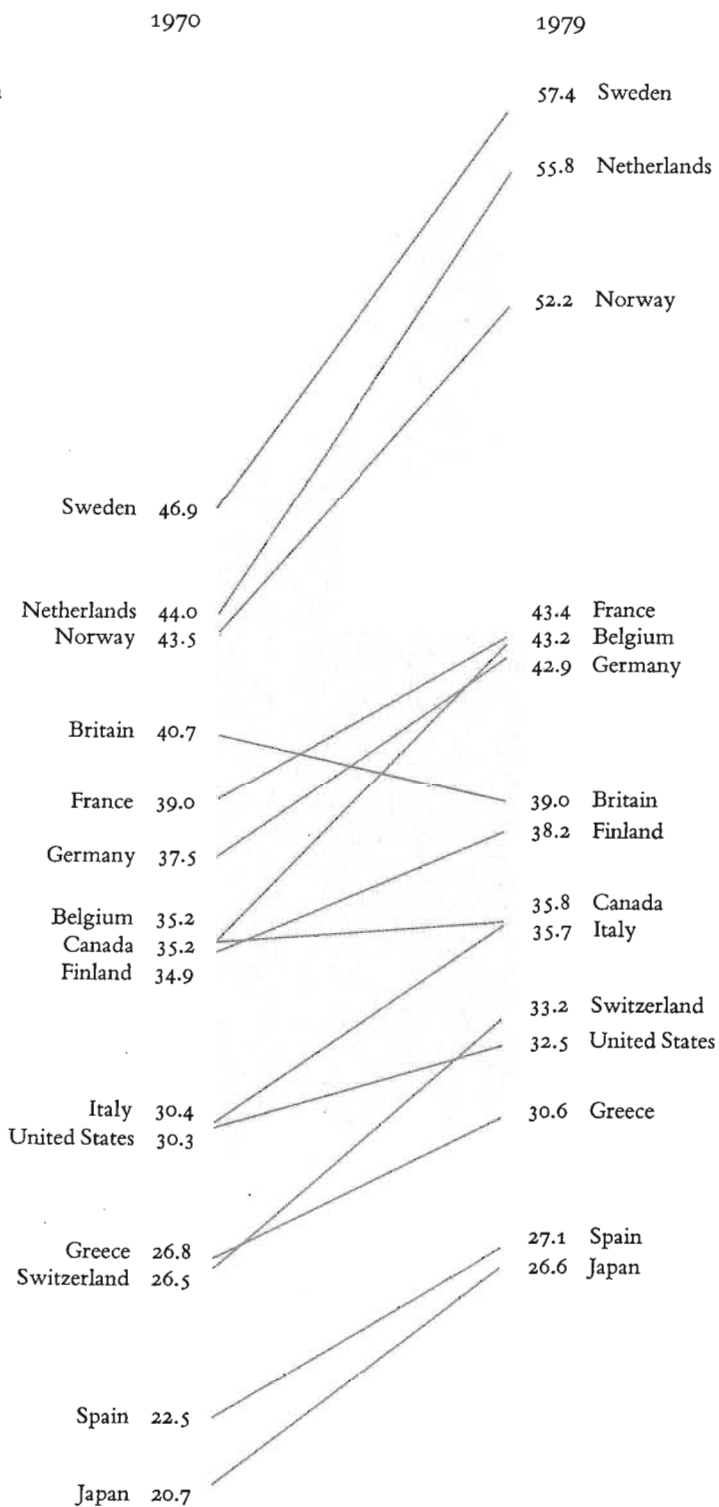 1970 1979
57.4 Sweden
55.8 Netherlands
52.2 Norway
Sweden 46.9
Netherlands 44.0 43.4 France
Norway 43.5 43.2 Belgium
42.9 Germany
Britain 40.7
France 39.0 39.0 Britain
38.2 Finland
Germany 37.5
Belgium 35.2 35.8 Canada
Canada 35.2 35.7 Italy
Finland 34.9
33.2 Switzerland
32.5 United States
Italy 30.4 30.6 Greece
United States 30.3
Greece 26.8 27.1 Spain
Switzerland 26.5 26.6 Japan
Spain 22.5
Japan 20.7